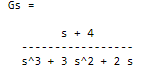 Gs =
s + 4
---------------------
s^3 + 3 s^2 + 2 s